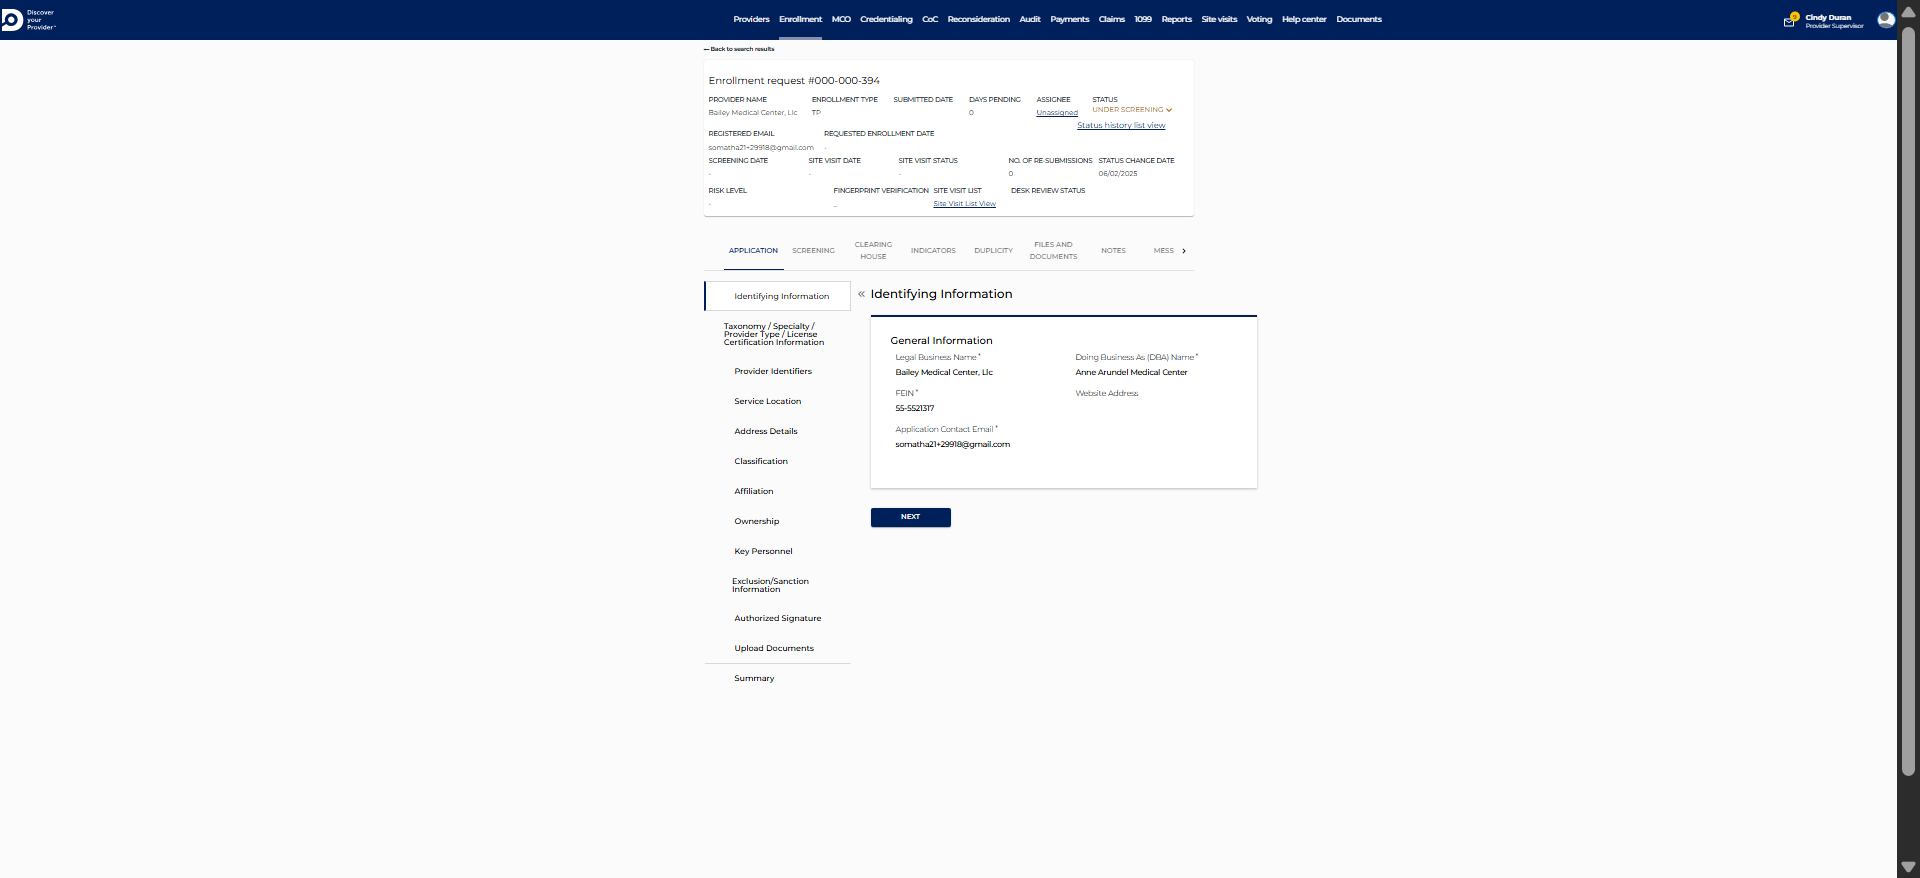 Discover
your
Provider
Providers Enrollment MCO Credentialing CoC Reconsideration Audit Payments Claims 1099 Reports Site visits Voting Help center Documents
Cindy Duran
Provider Supervisor
Back to search results
Enrollment request #000-000-394
PROVIDER NAME ENROLLMENT TYPE SUBMITTED DATE DAYS PENDING ASSIGNEE STATUS
Bailey Medical Center, Llc TP 0 Unassigned UNDER SCREENING
Status history list view
REGISTERED EMAIL REQUESTED ENROLLMENT DATE
somatha21+29918@gmail.com -
SCREENING DATE SITE VISIT DATE SITE VISIT STATUS NO. OF RE-SUBMISSIONS STATUS CHANGE DATE
- - - 0 06/02/2025
RISK LEVEL FINGERPRINT VERIFICATION SITE VISIT LIST DESK REVIEW STATUS
- _ Site Visit List View
APPLICATION SCREENING CLEARING HOUSE INDICATORS DUPLICITY FILES AND DOCUMENTS NOTES MESS
Identifying Information
Taxonomy / Specialty /
Provider Type / License
Certification Information
Provider Identifiers
Service Location
Address Details
Classification
Affiliation
Ownership
Key Personnel
Exclusion/Sanction
Information
Authorized Signature
Upload Documents
Summary
« Identifying Information
General Information
Legal Business Name * Doing Business As (DBA) Name *
Bailey Medical Center, Llc Anne Arundel Medical Center
FEIN * Website Address
55-5521317
Application Contact Email *
somatha21+29918@gmail.com
NEXT